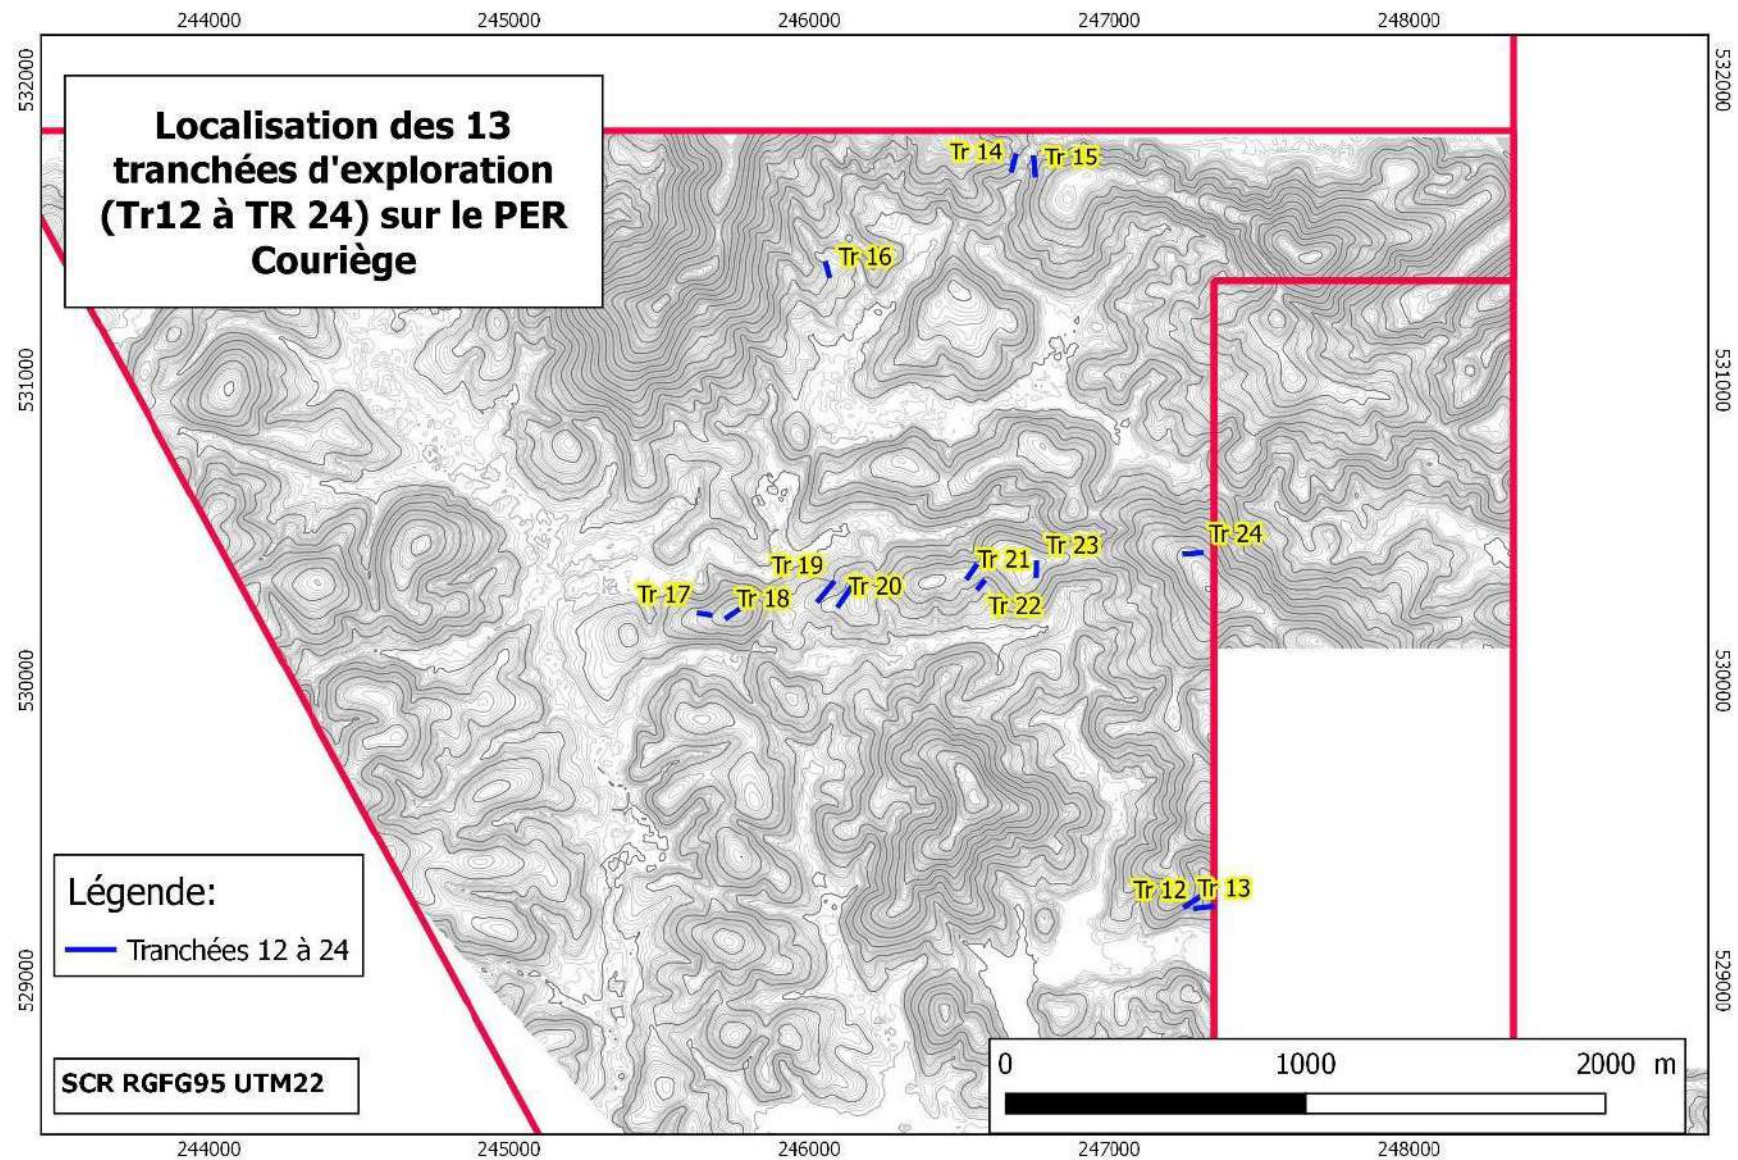 244000 245000 246000 247000 248000
532000
532000
Localisation des 13
tranchées d'exploration
(Tr12 à TR 24) sur le PER
Couriège
Tr 14
Tr 15
Tr 16
531000
531000
Tr 24
Tr 23
Tr 21
Tr 19
Tr 20
Tr 17
Tr 18
Tr 22
530000
530000
Tr 12
Tr 13
Légende:
Tranchées 12 à 24
529000
529000
SCR RGFG95 UTM22
0 1000 2000 m
244000 245000 246000 247000 248000